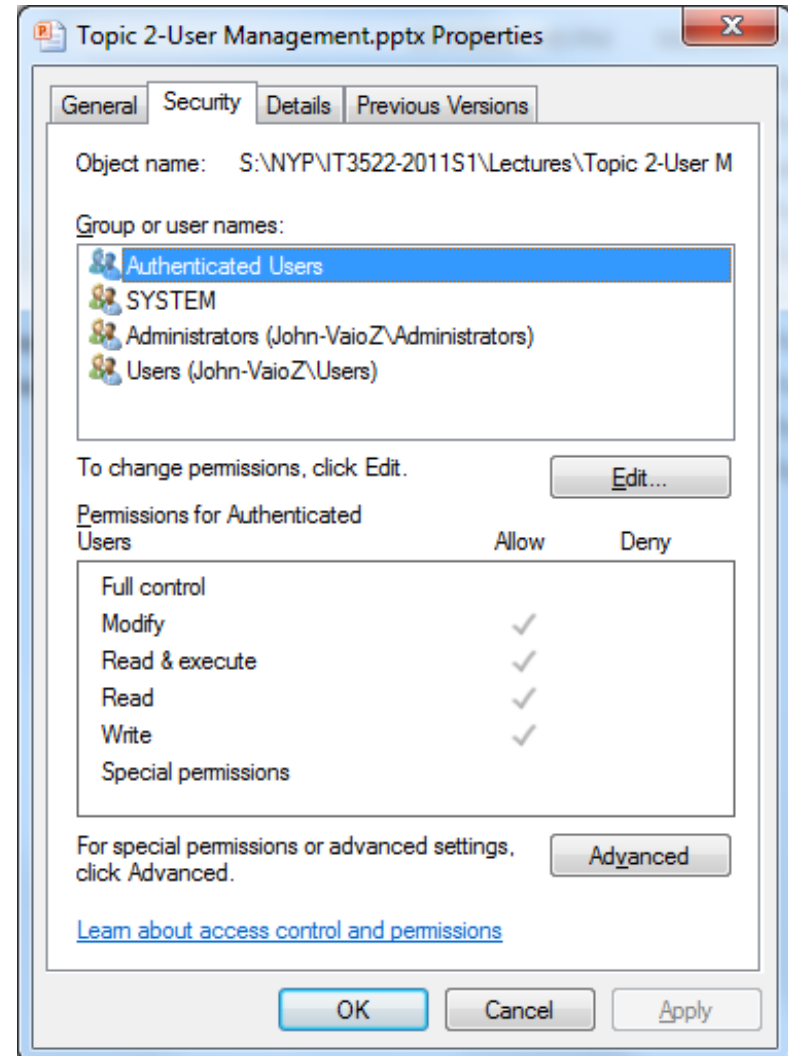 Topic 2-User Management.pptx Properties
General Security Details Previous Versions
Object name: S:\NYP\IT3522-2011S1\Lectures\Topic 2-User M
Group or user names:
Authenticated Users
SYSTEM
Administrators (John-VaioZ\Administrators)
Users (John-VaioZ\Users)
To change permissions, click Edit.
Edit...
Permissions for Authenticated
Users Allow Deny
Full control
Modify
Read & execute
Read
Write
Special permissions
For special permissions or advanced settings,
click Advanced.
Advanced
Learn about access control and permissions
OK Cancel Apply